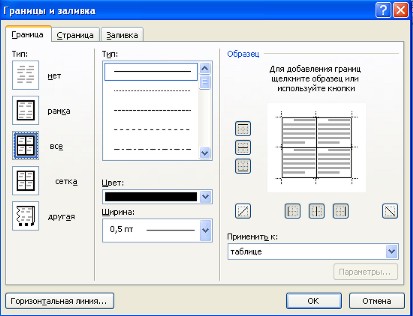 Границы и заливка
Граница Страница Заливка
Тип:
нет
рамка
все
сетка
другая
Тип:
Цвет:
Ширина:
0,5 пт
Образец
Для добавления границ
щелкните образец или
используйте кнопки
Применить к:
таблице
Параметры...
Горизонтальная линия...
ОК
Отмена